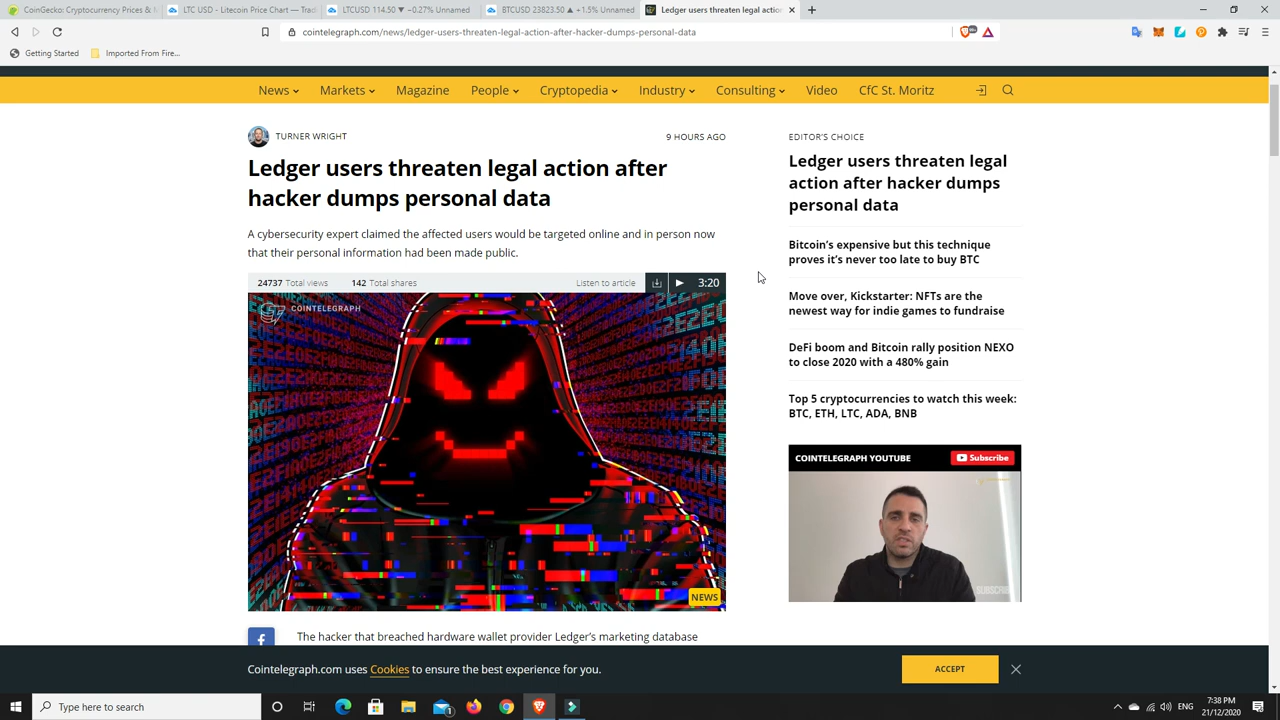 CoinGecko: Cryptocurrency Prices & M
LTC USD - Litecoin Price Chart — Trad
LTCUSD 114.50 ▼ −0.27% Unnamed
BTCUSD 23823.50 ▲ +1.5% Unnamed
Ledger users threaten legal action
cointelegraph.com/news/ledger-users-threaten-legal-action-after-hacker-dumps-personal-data
Getting Started
Imported From Fire...
News
Markets
Magazine
People
Cryptopedia
Industry
Consulting
Video
CfC St. Moritz
TURNER WRIGHT
9 HOURS AGO
Ledger users threaten legal action after
hacker dumps personal data
A cybersecurity expert claimed the affected users would be targeted online and in person now
that their personal information had been made public.
24737 Total views
142 Total shares
Listen to article
3:20
COINTELEGRAPH
NEWS
The hacker that breached hardware wallet provider Ledger's marketing database
EDITOR'S CHOICE
Ledger users threaten legal
action after hacker dumps
personal data
Bitcoin's expensive but this technique
proves it's never too late to buy BTC
Move over, Kickstarter: NFTs are the
newest way for indie games to fundraise
DeFi boom and Bitcoin rally position NEXO
to close 2020 with a 480% gain
Top 5 cryptocurrencies to watch this week:
BTC, ETH, LTC, ADA, BNB
COINTELEGRAPH YOUTUBE
Subscribe
SUBSCRIBE
Cointelegraph.com uses Cookies to ensure the best experience for you.
ACCEPT
Type here to search
ENG
7:38 PM
21/12/2020